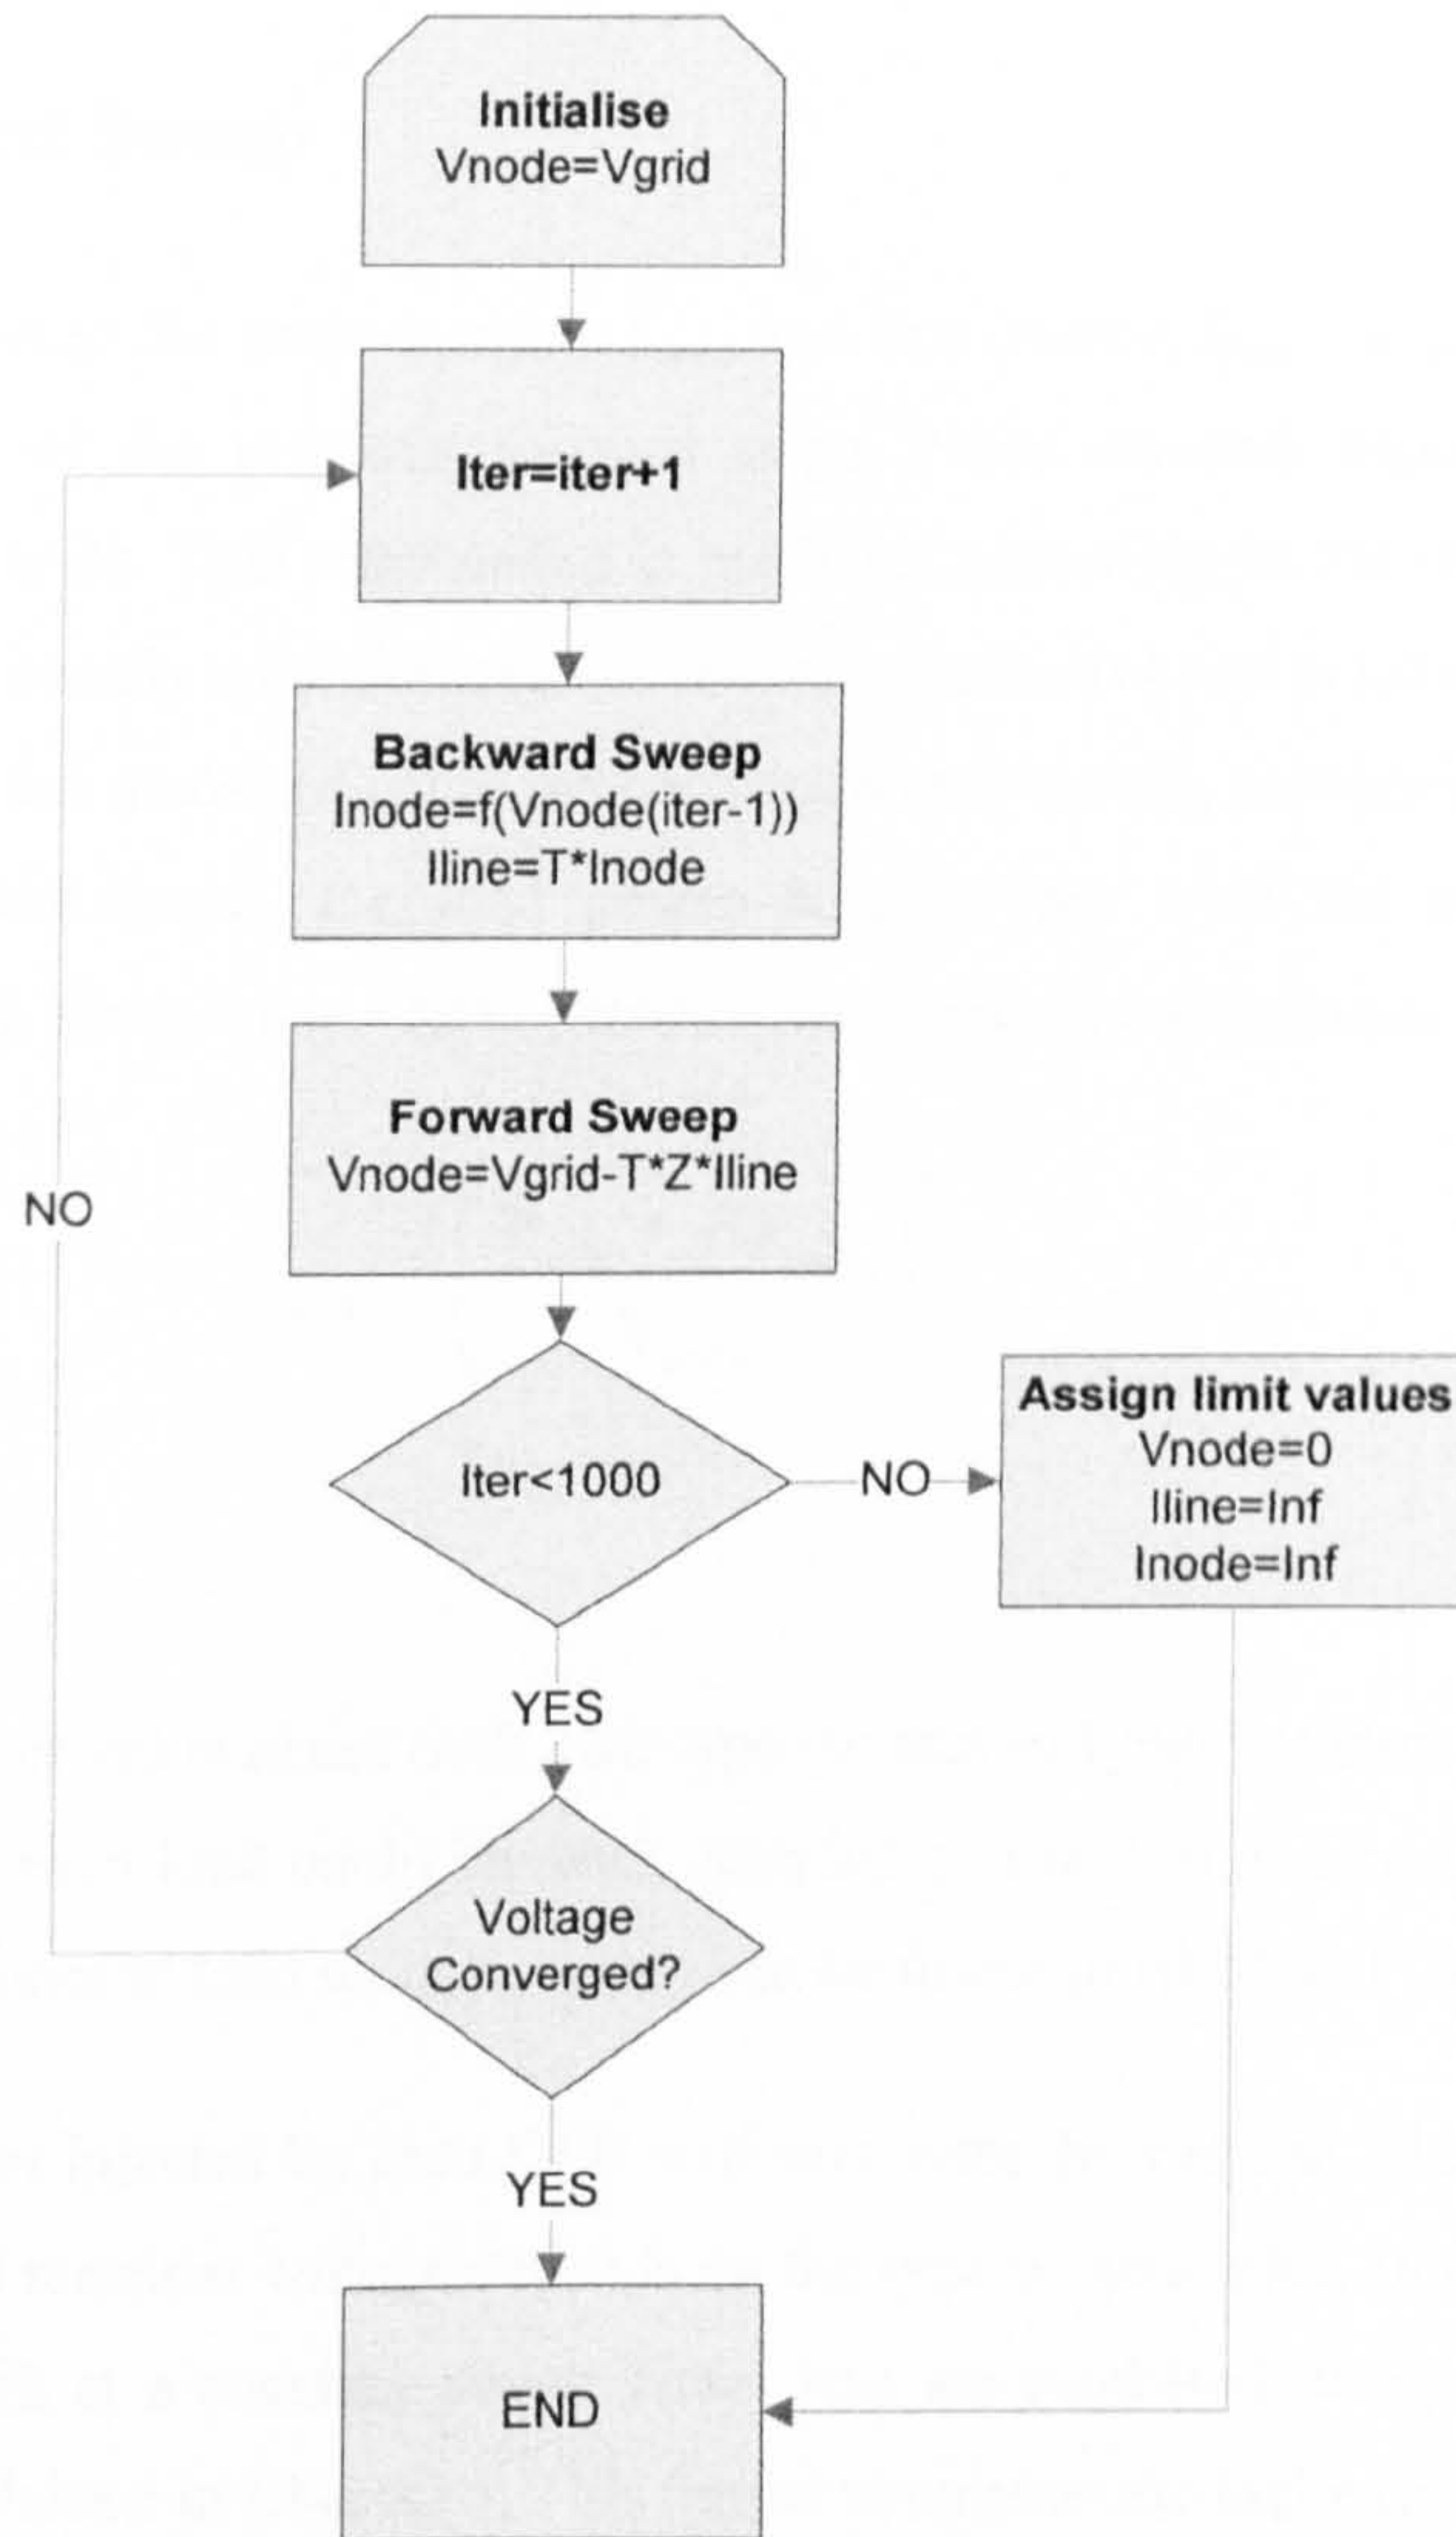 Initialise
Vnode=Vgrid
Iter=iter+1
Backward Sweep
Inode=f(Vnode(iter-1))
Iline=T*Inode
Forward Sweep
Vnode=Vgrid-T*Z*Iline
NO
Iter<1000
NO
Assign limit values
Vnode=0
Iline=Inf
Inode=Inf
YES
Voltage
Converged?
YES
END